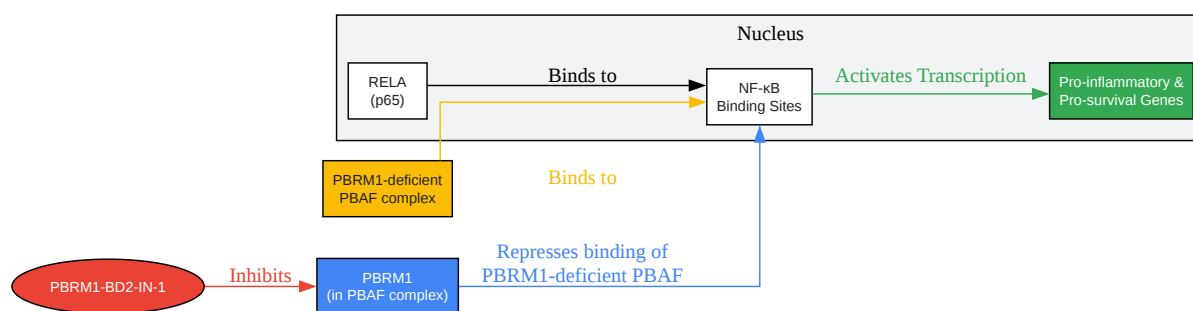 Nucleus
RELA
(p65)
Binds to
NF-κB
Binding Sites
Activates Transcription
Pro-inflammatory &
Pro-survival Genes
PBRM1-deficient
PBAF complex
Binds to
PBRM1-BD2-IN-1
Inhibits
PBRM1
(in PBAF complex)
Represses binding of
PBRM1-deficient PBAF